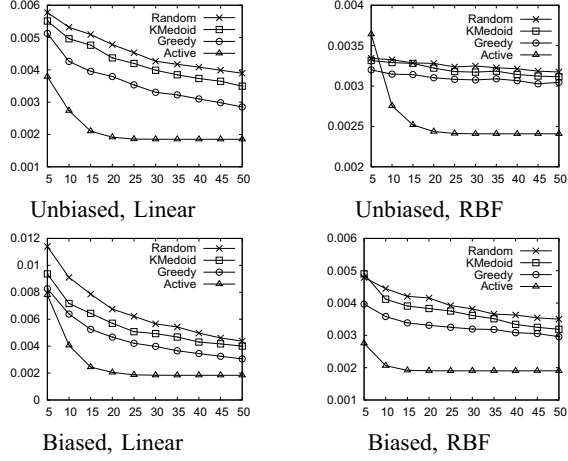 0.006
0.005
0.004
0.003
0.002
0.001
Random
KMedoid
Greedy
Active
5 10 15 20 25 30 35 40 45 50
Unbiased, Linear
0.004
0.0035
0.003
0.0025
0.002
Random
KMedoid
Greedy
Active
5 10 15 20 25 30 35 40 45 50
Unbiased, RBF
0.012
0.01
0.008
0.006
0.004
0.002
0
Random
KMedoid
Greedy
Active
5 10 15 20 25 30 35 40 45 50
Biased, Linear
0.006
0.005
0.004
0.003
0.002
0.001
Random
KMedoid
Greedy
Active
5 10 15 20 25 30 35 40 45 50
Biased, RBF